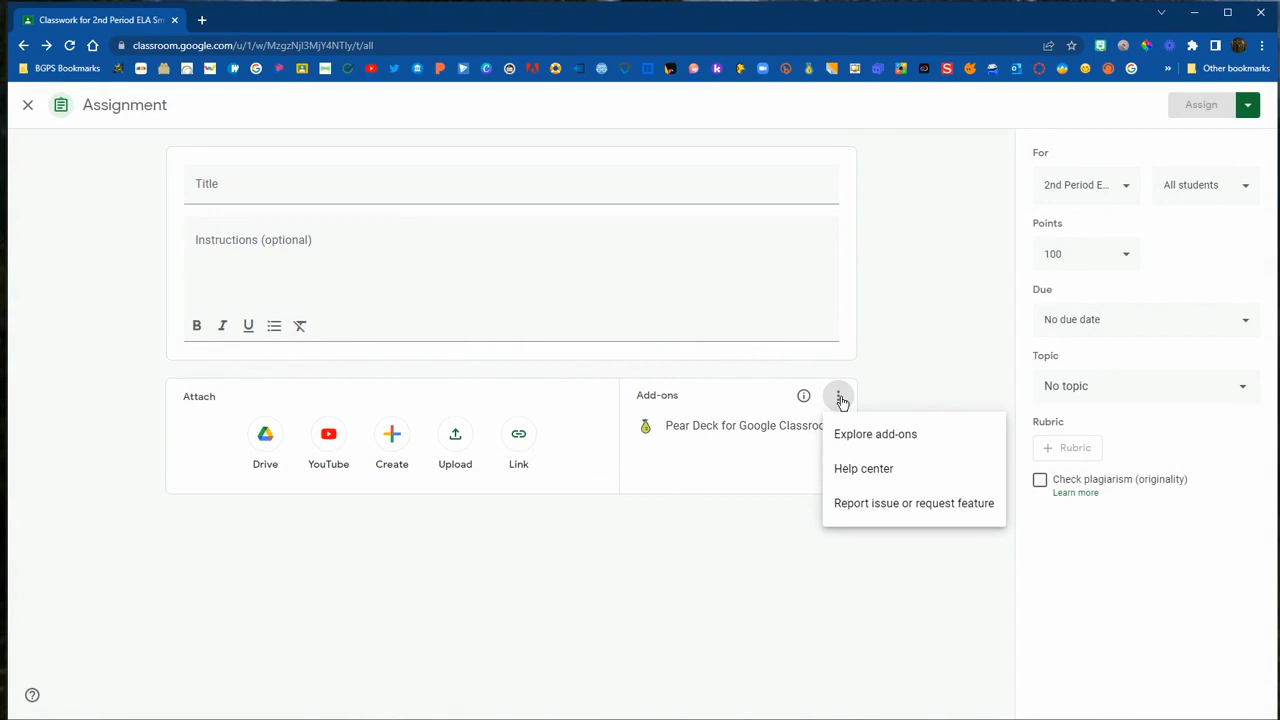 Classwork for 2nd Period ELA Sm
classroom.google.com/u/1/w/MzgzNjI3MjY4NTIy/t/all
BGPS Bookmarks
Other bookmarks
Assignment
Assign
Title
Instructions (optional)
For
2nd Period E...
All students
Points
100
Due
No due date
Topic
No topic
Rubric
Rubric
Check plagiarism (originality)
Learn more
Attach
Drive
YouTube
Create
Upload
Link
Add-ons
Pear Deck for Google Classroo
Explore add-ons
Help center
Report issue or request feature